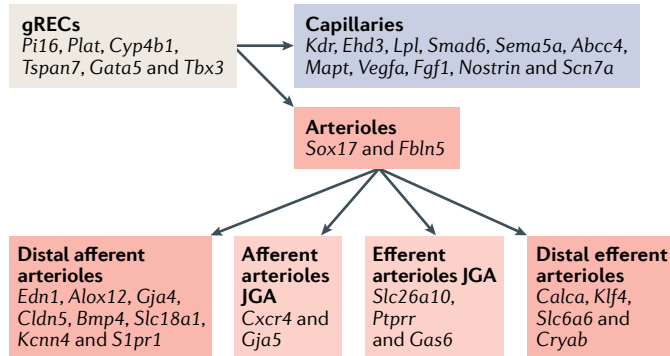 gRECs
Pi16, Plat, Cyp4b1,
Tspan7, Gata5 and Tbx3
Capillaries
Kdr, Ehd3, Lpl, Smad6, Sema5a, Abcc4,
Mapt, Vegfa, Fgf1, Nostrin and Scn7a
Arterioles
Sox17 and Fbln5
Distal afferent
arterioles
Edn1, Alox12, Gja4,
Cldn5, Bmp4, Slc18a1,
Kcnn4 and S1pr1
Afferent
arterioles
JGA
Cxcr4 and
Gja5
Efferent
arterioles JGA
Slc26a10,
Ptprr
and Gas6
Distal efferent
arterioles
Calca, Klf4,
Slc6a6 and
Cryab